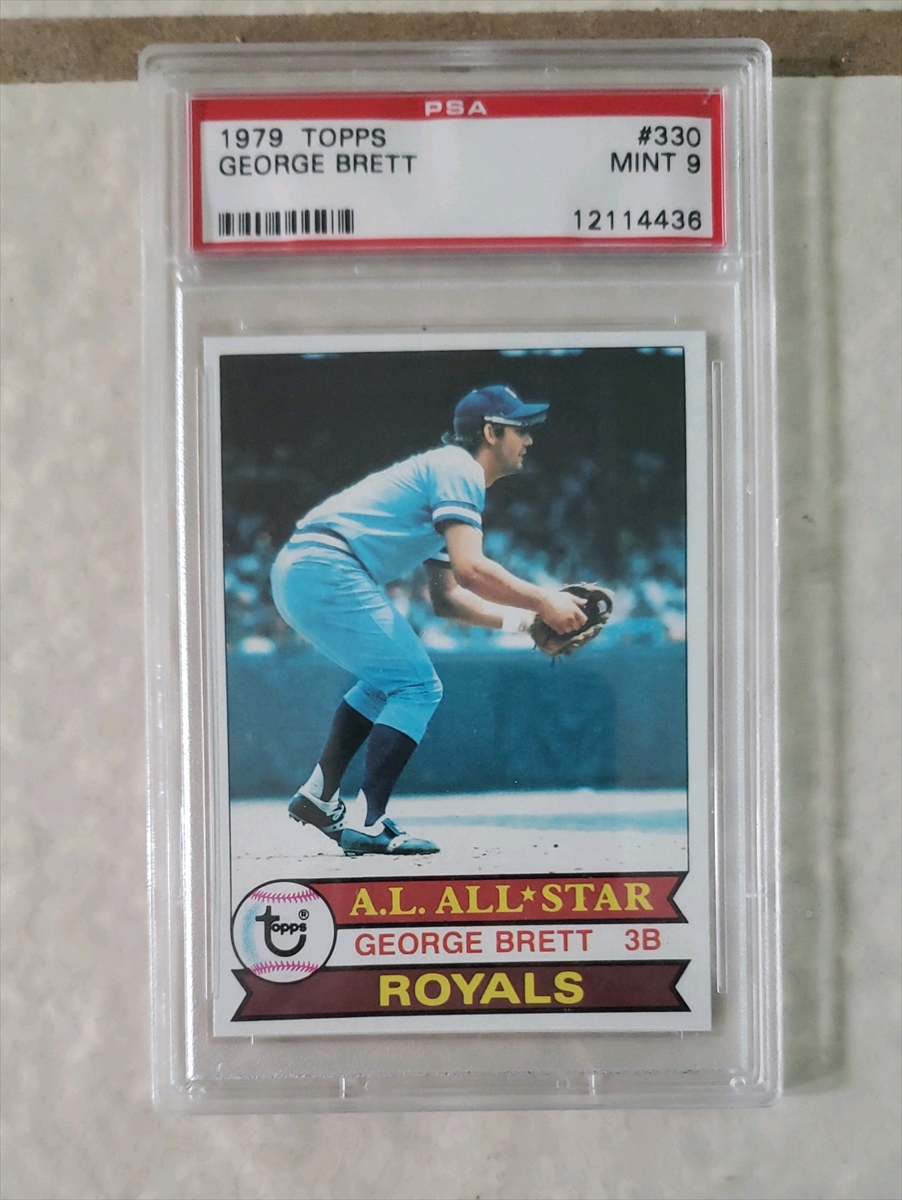 PSA
1979 TOPPS #330
GEORGE BRETT MINT 9
12114436
A.L. ALL★STAR
topps®
GEORGE BRETT 3B
ROYALS